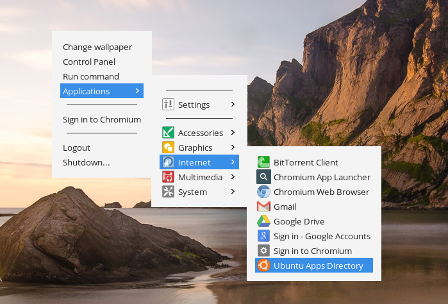 Change wallpaper
Control Panel
Run command
Applications
Sign in to Chromium
Logout
Shutdown...
Settings
Accessories
Graphics
Internet
Multimedia
System
BitTorrent Client
Chromium App Launcher
Chromium Web Browser
Gmail
Google Drive
Sign in - Google Accounts
Sign in to Chromium
Ubuntu Apps Directory